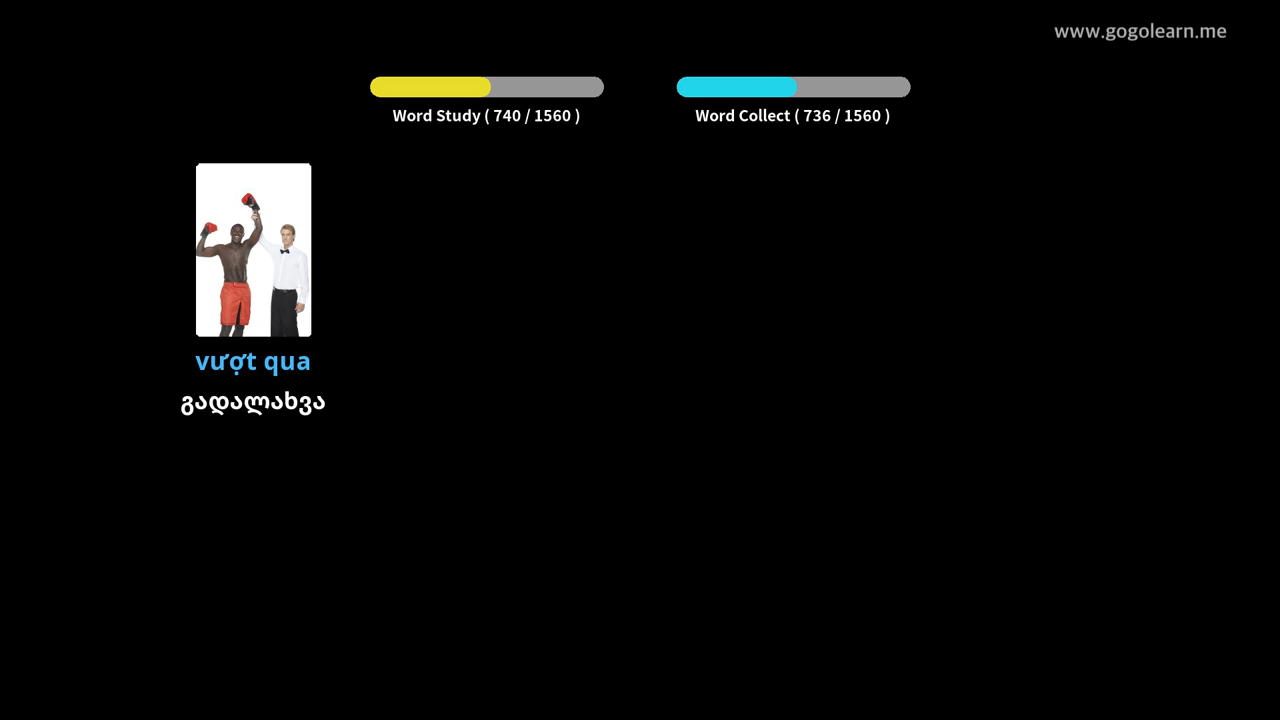 www.gogolearn.me
Word Study ( 740 / 1560 )
Word Collect ( 736 / 1560 )
vượt qua
გადალახვა